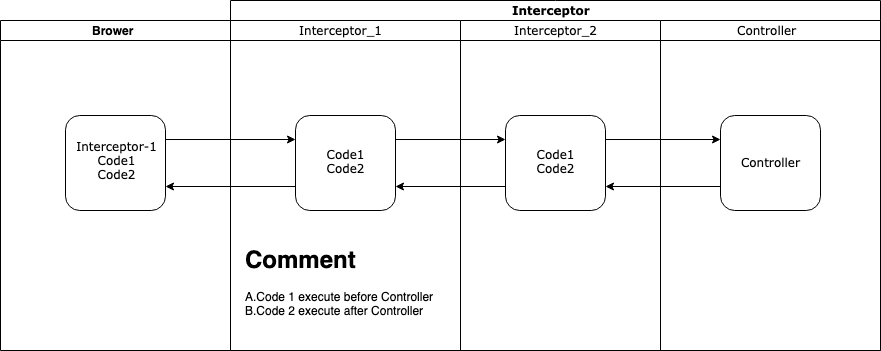 Interceptor
Brower
Interceptor_1
Interceptor_2
Controller
Interceptor-1
Code1
Code2
Code1
Code2
Code1
Code2
Controller
Comment
A.Code 1 execute before Controller
B.Code 2 execute after Controller